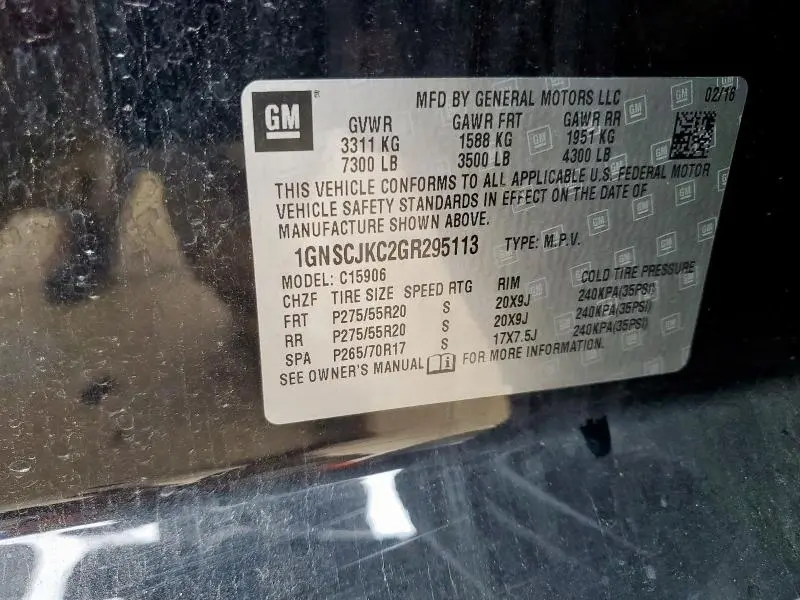 GM ®
MFD BY GENERAL MOTORS LLC 02/16
GVWR GAWR FRT GAWR RR
3311 KG 1588 KG 1951 KG
7300 LB 3500 LB 4300 LB
THIS VEHICLE CONFORMS TO ALL APPLICABLE U.S. FEDERAL MOTOR
VEHICLE SAFETY STANDARDS IN EFFECT ON THE DATE OF
MANUFACTURE SHOWN ABOVE.
1GNSCJKC2GR295113 TYPE: M.P.V.
MODEL: C15906
CHZF TIRE SIZE SPEED RTG RIM COLD TIRE PRESSURE
FRT P275/55R20 S 20X9J 240KPA(35PSI)
RR P275/55R20 S 20X9J 240KPA(35PSI)
SPA P265/70R17 S 17X7.5J 240KPA(35PSI)
SEE OWNER'S MANUAL FOR MORE INFORMATION.